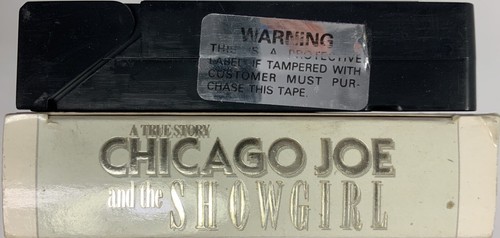 WARNING
THIS IS A PROTECTIVE
LABEL IF TAMPERED WITH
CUSTOMER MUST PUR-
CHASE THIS TAPE
A TRUE STORY
CHICAGO JOE
and the SHOWGIRL